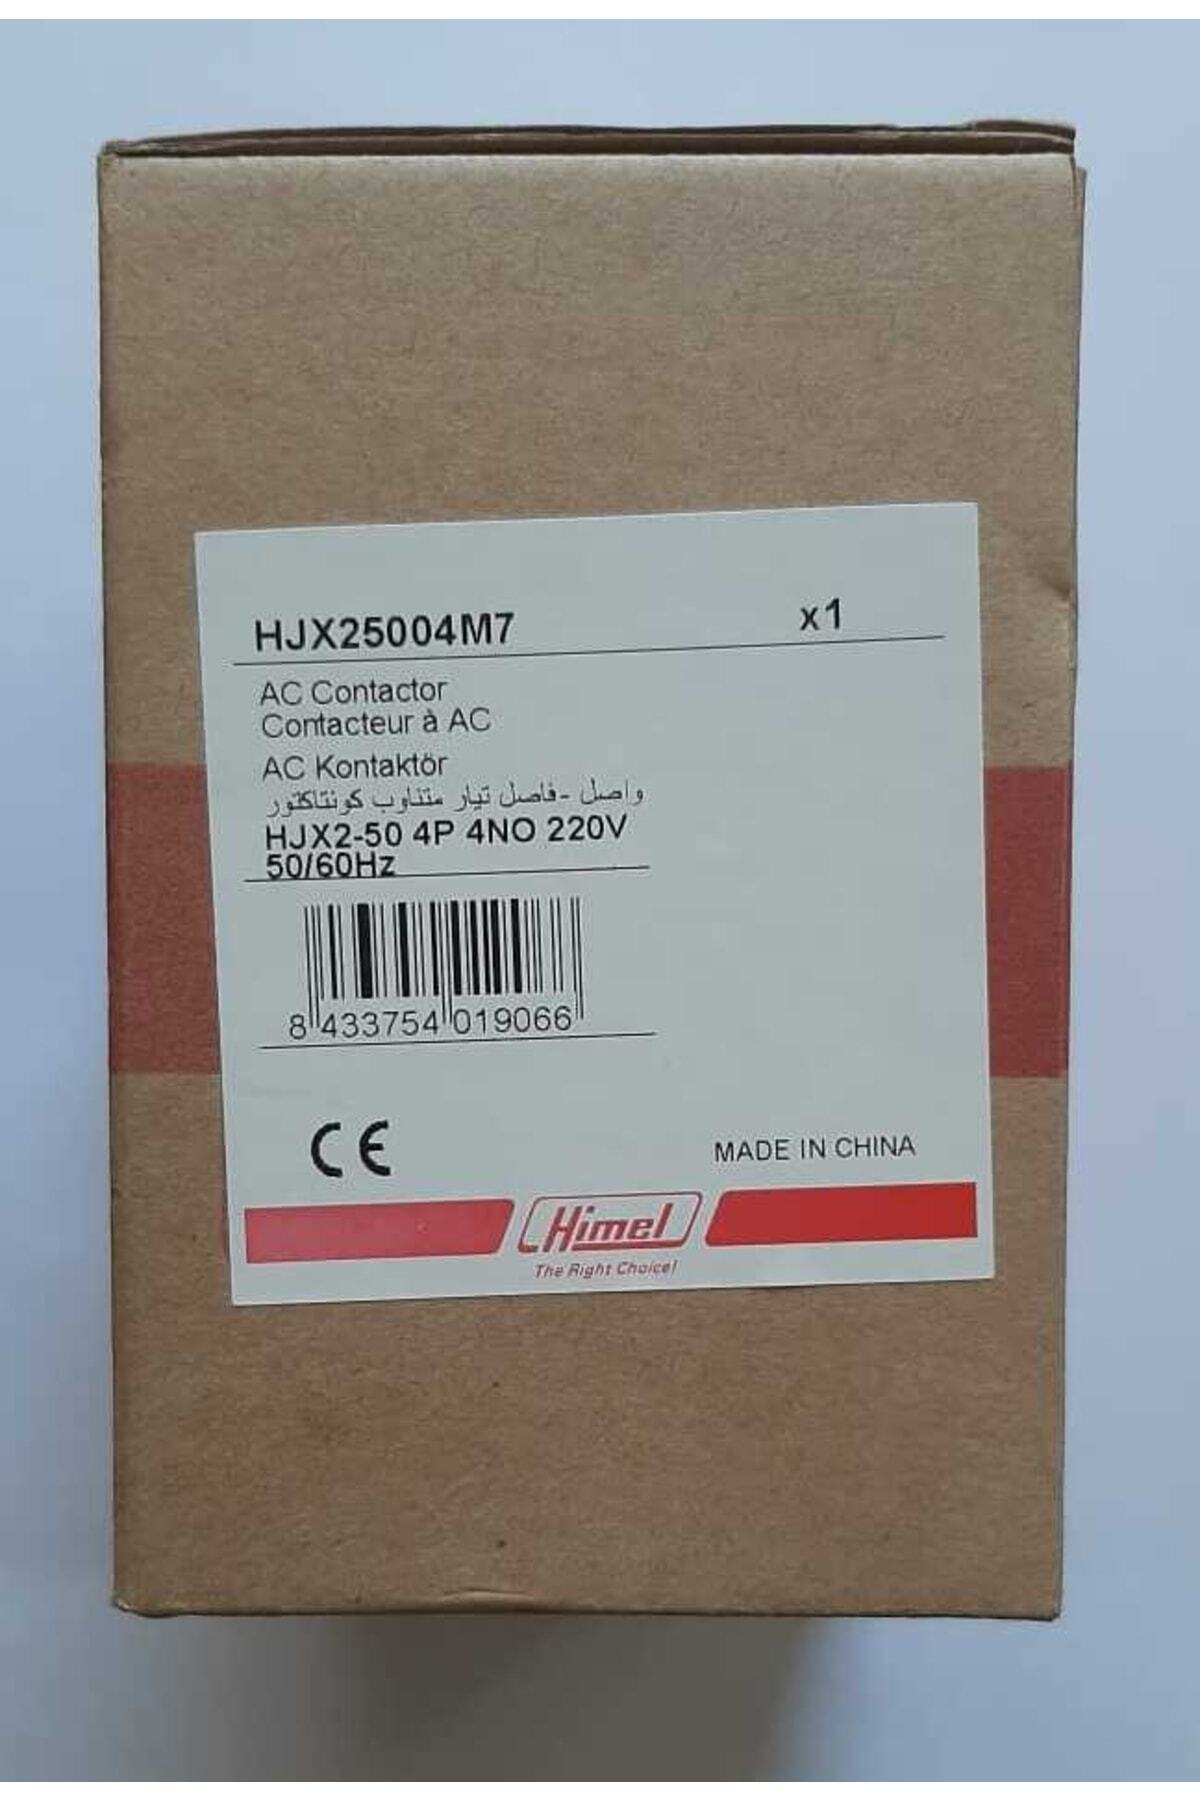 HJX25004M7 x1
AC Contactor
Contacteur à AC
AC Kontaktör
واصل -فاصل تيار متناوب كونتاكتور
HJX2-50 4P 4NO 220V
50/60Hz
8 433754 019066
CE
MADE IN CHINA
Himel
The Right Choice!